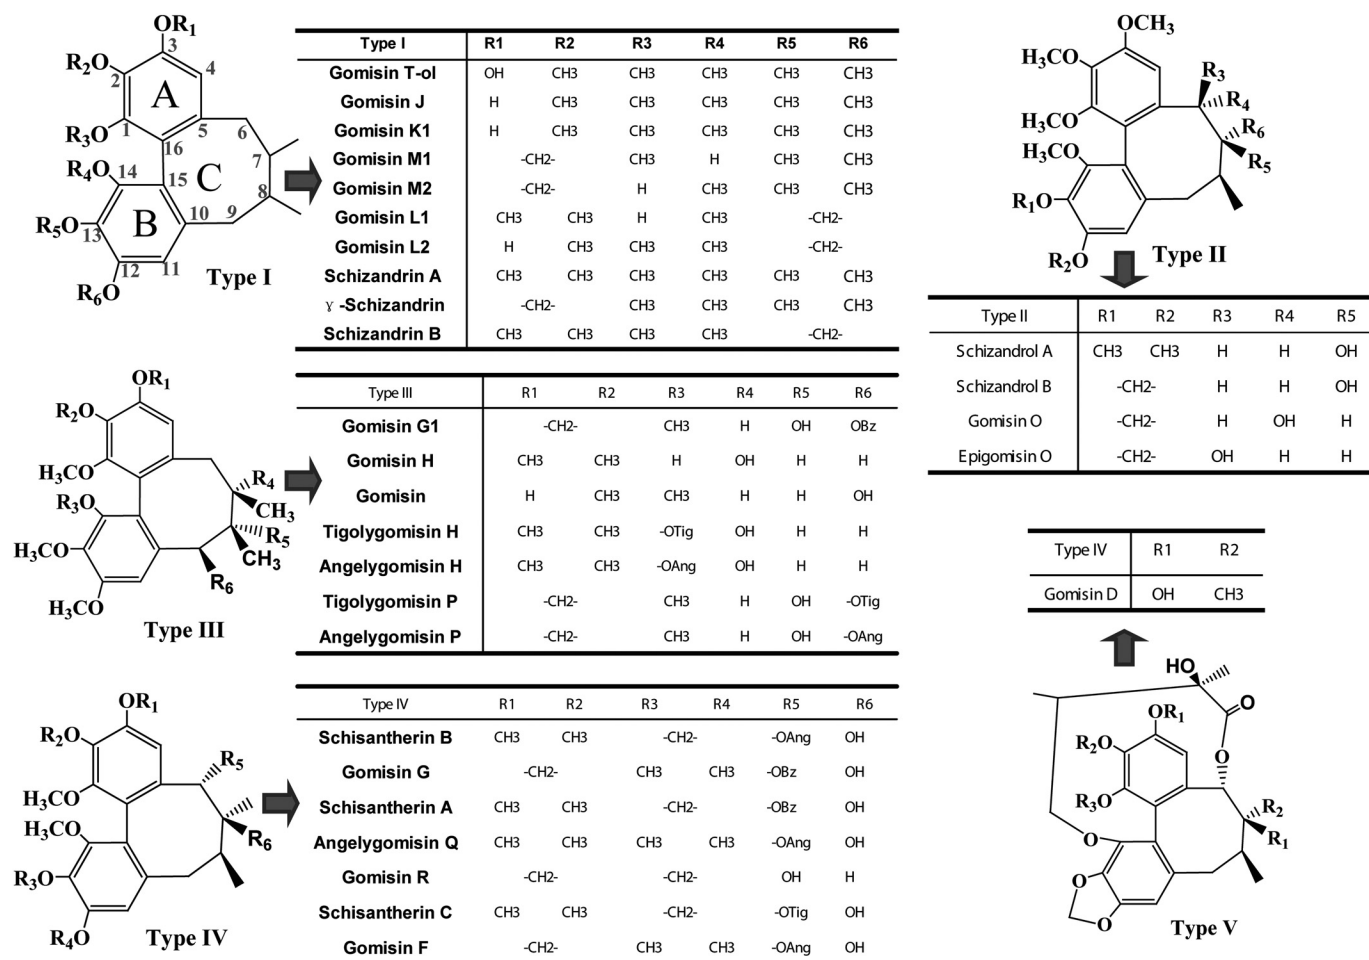 OR1
R2O
R3O
R4O
R5O
R6O
A
B
C
1
2
3
4
5
6
7
8
9
10
11
12
13
14
15
16
Type I
Type I R1 R2 R3 R4 R5 R6
Gomisin T-ol OH CH3 CH3 CH3 CH3 CH3
Gomisin J H CH3 CH3 CH3 CH3 CH3
Gomisin K1 H CH3 CH3 CH3 CH3 CH3
Gomisin M1 -CH2- CH3 H CH3 CH3
Gomisin M2 -CH2- H CH3 CH3 CH3
Gomisin L1 CH3 CH3 H CH3 -CH2-
Gomisin L2 H CH3 CH3 CH3 -CH2-
Schizandrin A CH3 CH3 CH3 CH3 CH3 CH3
γ-Schizandrin -CH2- CH3 CH3 CH3 CH3
Schizandrin B CH3 CH3 CH3 CH3 -CH2-
OCH3
H3CO
H3CO
H3CO
R1O
R2O
R3
R4
R6
R5
Type II
Type II R1 R2 R3 R4 R5
Schizandrol A CH3 CH3 H H OH
Schizandrol B -CH2- H H OH
Gomisin O -CH2- H OH H
Epigomisin O -CH2- OH H H
OR1
R2O
H3CO
R3O
H3CO
H3CO
R4
CH3
R5
CH3
R6
Type III
Type III R1 R2 R3 R4 R5 R6
Gomisin G1 -CH2- CH3 H OH OBz
Gomisin H CH3 CH3 H OH H H
Gomisin H CH3 CH3 H H OH
Tigolygomisin H CH3 CH3 -OTig OH H H
Angelygomisin H CH3 CH3 -OAng OH H H
Tigolygomisin P -CH2- CH3 H OH -OTig
Angelygomisin P -CH2- CH3 H OH -OAng
OR1
R2O
H3CO
H3CO
R3O
R4O
R5
R6
Type IV
Type IV R1 R2 R3 R4 R5 R6
Schisantherin B CH3 CH3 -CH2- -OAng OH
Gomisin G -CH2- CH3 CH3 -OBz OH
Schisantherin A CH3 CH3 -CH2- -OBz OH
Angelygomisin Q CH3 CH3 CH3 CH3 -OAng OH
Gomisin R -CH2- -CH2- OH H
Schisantherin C CH3 CH3 -CH2- -OTig OH
Gomisin F -CH2- CH3 CH3 -OAng OH
Type IV R1 R2
Gomisin D OH CH3
HO
O
OR1
R2O
R3O
O
O
R2
R1
O
O
Type V